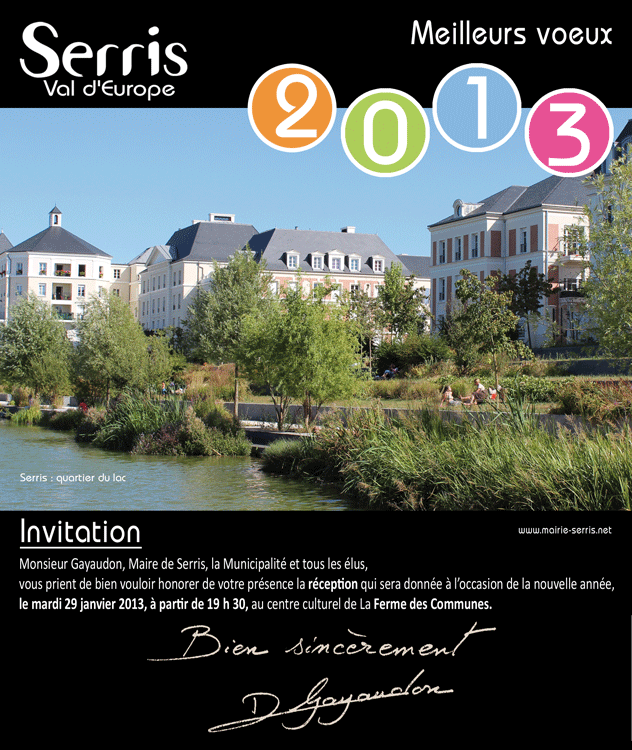 Serris
Val d'Europe
Meilleurs voeux
2013
Serris : quartier du lac
Invitation
www.mairie-serris.net
Monsieur Gayaudon, Maire de Serris, la Municipalité et tous les élus,
vous prient de bien vouloir honorer de votre présence la réception qui sera donnée à l'occasion de la nouvelle année,
le mardi 29 janvier 2013, à partir de 19 h 30, au centre culturel de La Ferme des Communes.
Bien sincèrement
D Gayaudon